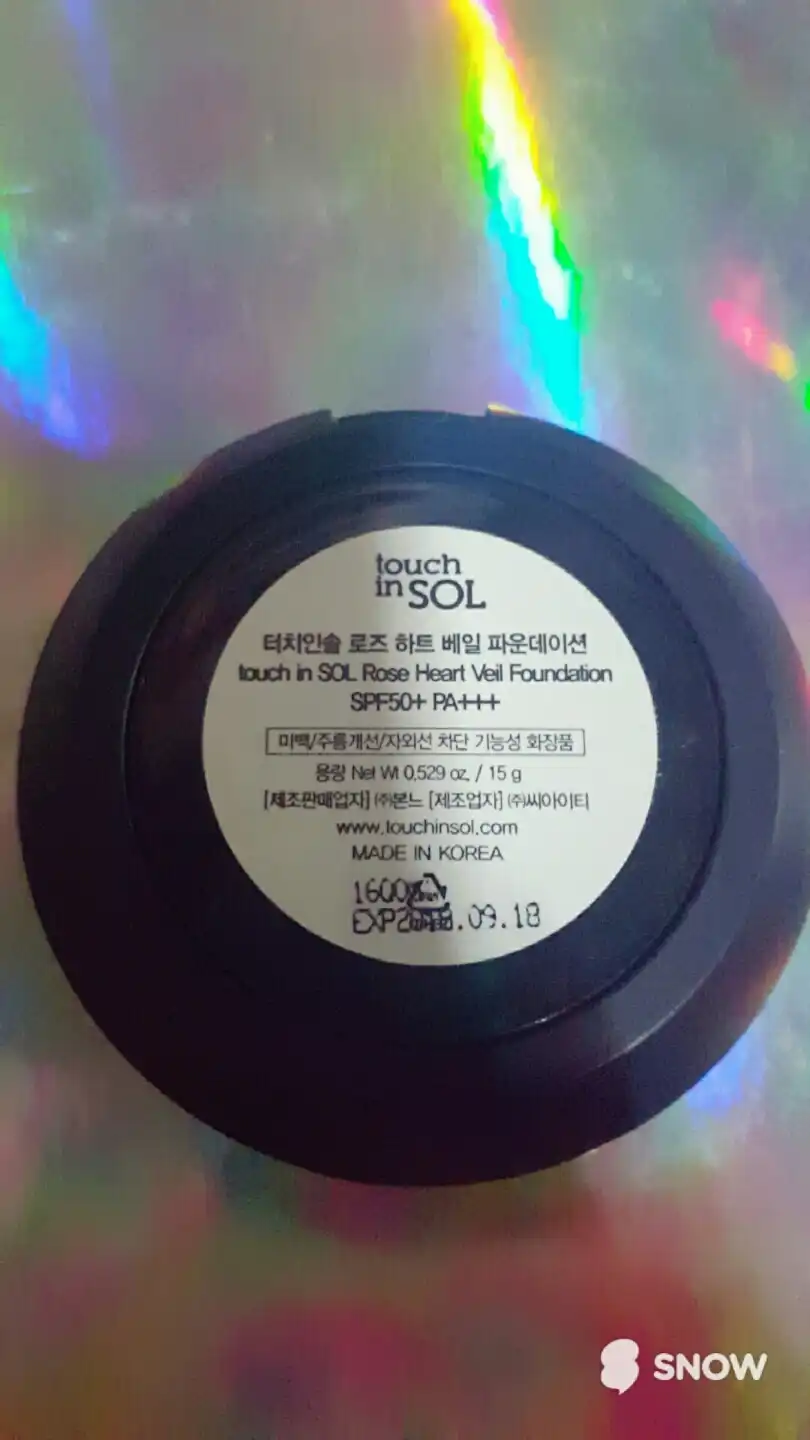 touch
in SOL
터치인솔 로즈 하트 베일 파운데이션
touch in SOL Rose Heart Veil Foundation
SPF50+ PA+++
미백/주름개선/자외선 차단 기능성 화장품
용량 Net Wt 0.529 oz. / 15 g
[제조판매업자] ㈜본느 [제조업자] ㈜씨아이티
www.touchinsol.com
MADE IN KOREA
.09.18
SNOW